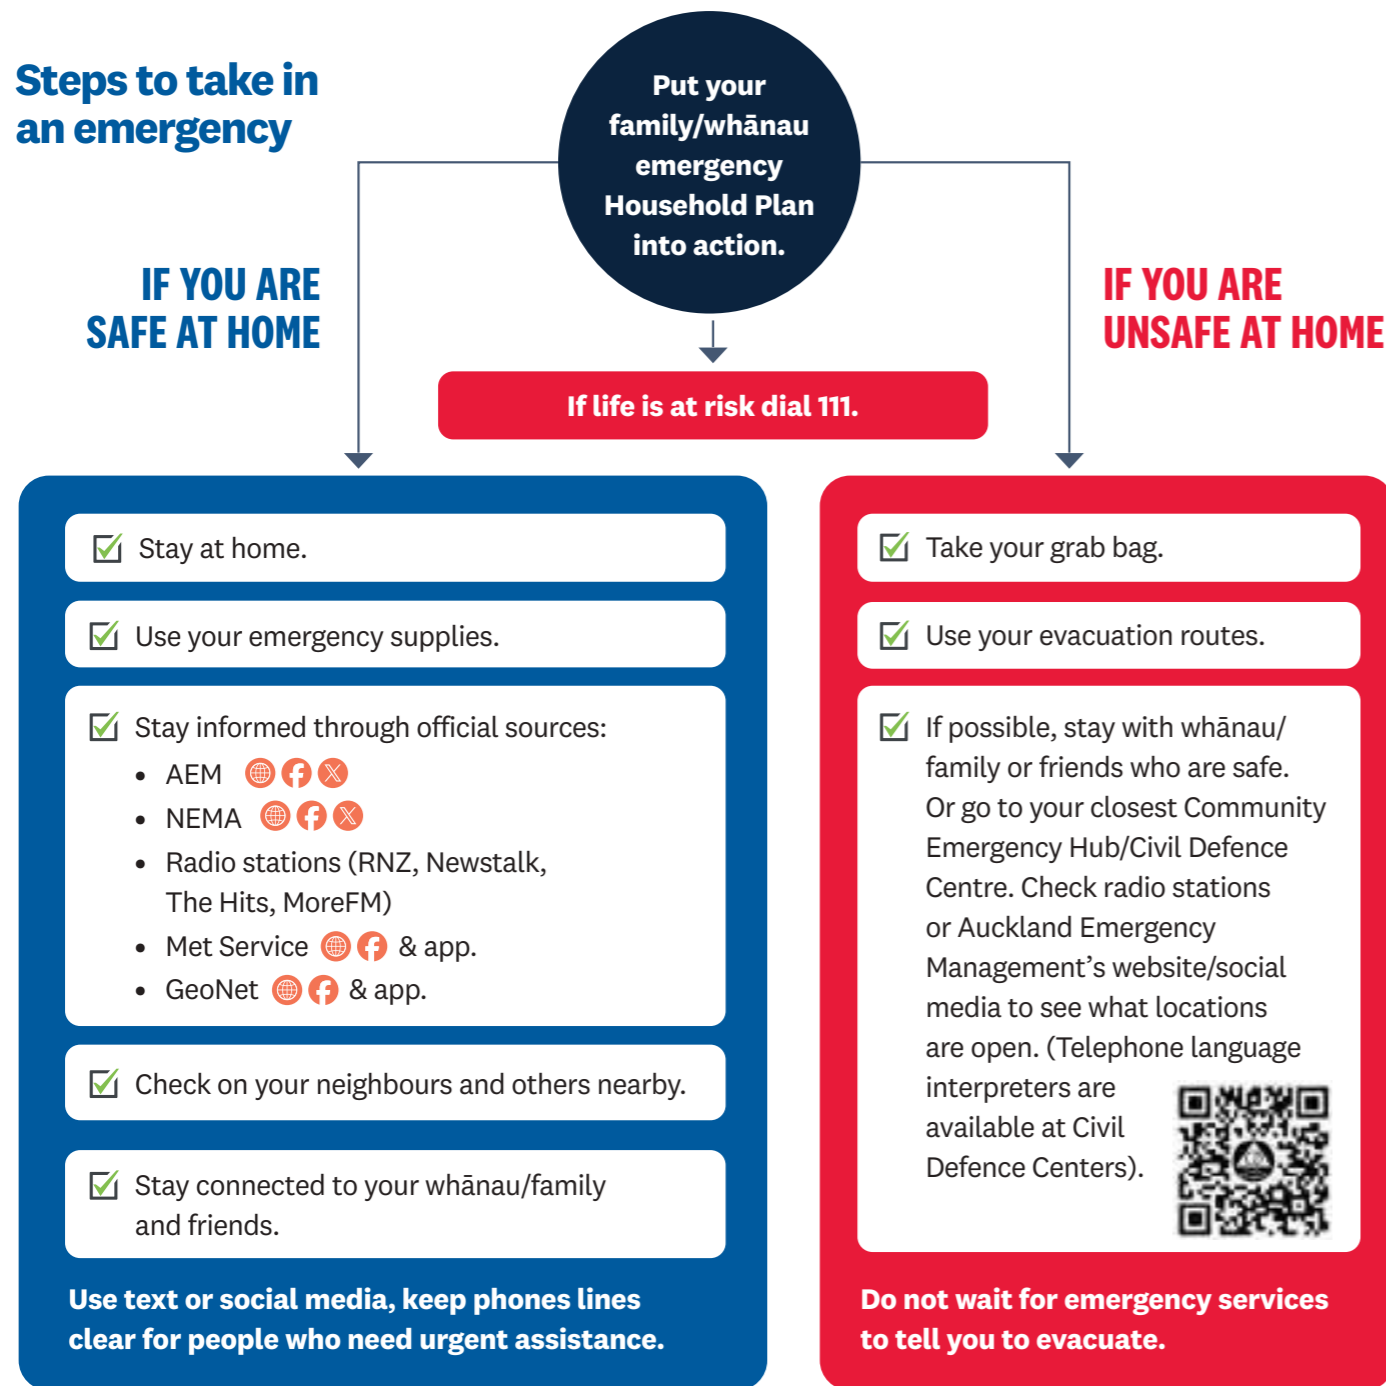 Steps to take in
an emergency
Put your
family/whānau
emergency
Household Plan
into action.
IF YOU ARE
SAFE AT HOME
IF YOU ARE
UNSAFE AT HOME
If life is at risk dial 111.
Stay at home.
Use your emergency supplies.
Stay informed through official sources:
• AEM
• NEMA
• Radio stations (RNZ, Newstalk,
The Hits, MoreFM)
• Met Service & app.
• GeoNet & app.
Check on your neighbours and others nearby.
Stay connected to your whānau/family
and friends.
Use text or social media, keep phones lines
clear for people who need urgent assistance.
Take your grab bag.
Use your evacuation routes.
If possible, stay with whānau/
family or friends who are safe.
Or go to your closest Community
Emergency Hub/Civil Defence
Centre. Check radio stations
or Auckland Emergency
Management’s website/social
media to see what locations
are open. (Telephone language
interpreters are
available at Civil
Defence Centers).
Do not wait for emergency services
to tell you to evacuate.